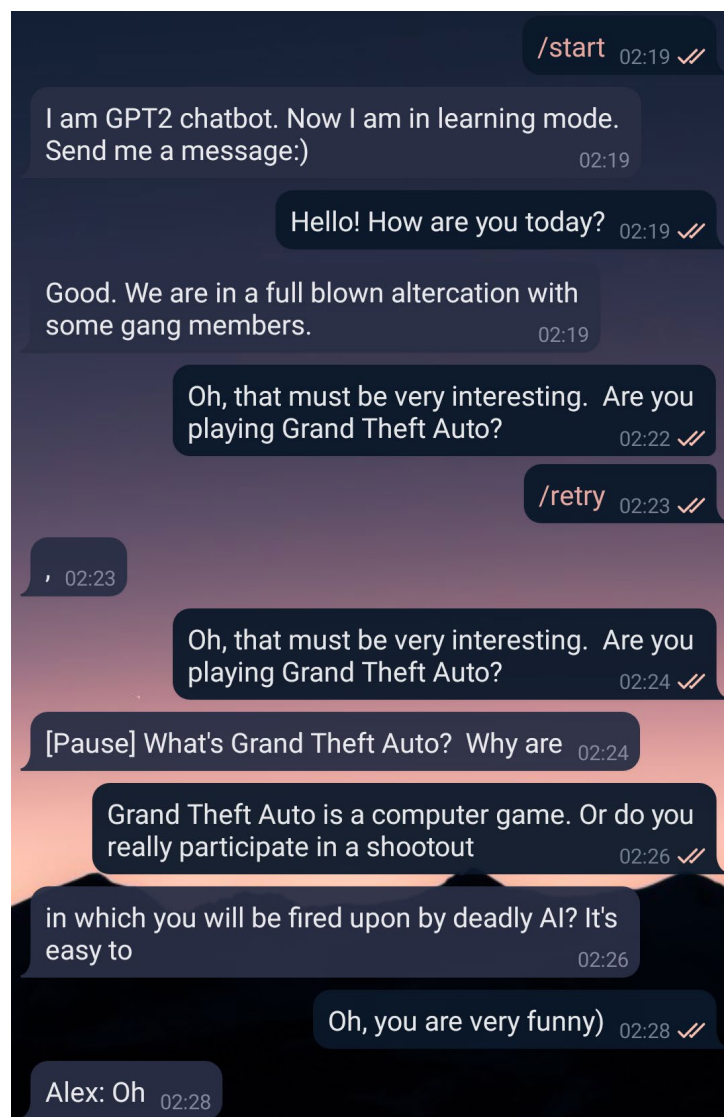 /start 02:19
I am GPT2 chatbot. Now I am in learning mode.
Send me a message:) 02:19
Hello! How are you today? 02:19
Good. We are in a full blown altercation with
some gang members. 02:19
Oh, that must be very interesting.  Are you
playing Grand Theft Auto? 02:22
/retry 02:23
, 02:23
Oh, that must be very interesting.  Are you
playing Grand Theft Auto? 02:24
[Pause] What's Grand Theft Auto?  Why are 02:24
Grand Theft Auto is a computer game. Or do you
really participate in a shootout 02:26
in which you will be fired upon by deadly AI? It's
easy to 02:26
Oh, you are very funny) 02:28
Alex: Oh 02:28